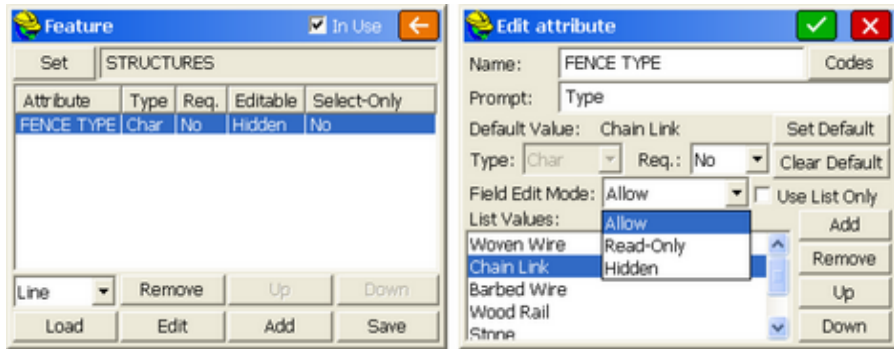 Feature In Use
Set STRUCTURES
Attribute Type Req. Editable Select-Only
FENCE TYPE Char No Hidden No
Line Remove Up Down
Load Edit Add Save
Edit attribute
Name: FENCE TYPE Codes
Prompt: Type
Default Value: Chain Link Set Default
Type: Char Req.: No Clear Default
Field Edit Mode: Allow Use List Only
List Values: Allow Add
Woven Wire Read-Only Remove
Chain Link Hidden
Barbed Wire Up
Wood Rail Down
Stone